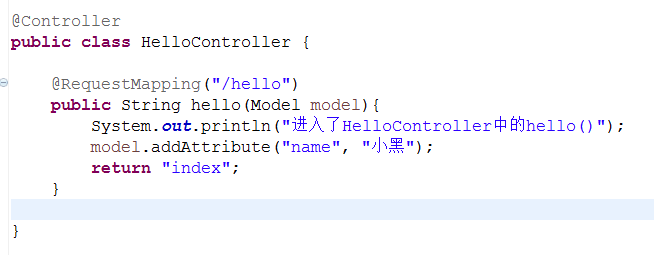 @Controller
public class HelloController {
@RequestMapping("/hello")
public String hello(Model model){
System.out.println("进入了HelloController中的hello()");
model.addAttribute("name", "小黑");
return "index";
}
}